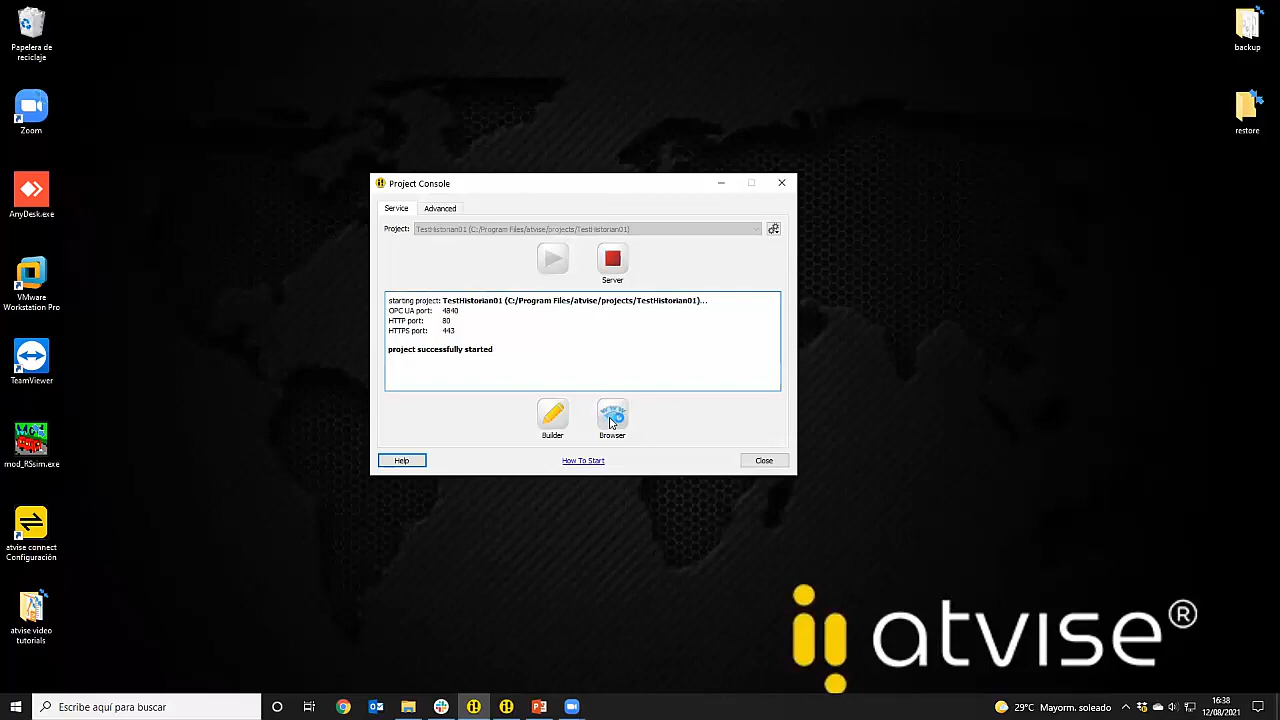 Papelera de
reciclaje
Zoom
AnyDesk.exe
VMware
Workstation Pro
TeamViewer
mod_RSsim.exe
atvise connect
Configuración
atvise video
tutorials
backup
restore
Project Console
Service
Advanced
Project:
TestHistorian01 (C:/Program Files/atvise/projects/TestHistorian01)
Server
starting project: TestHistorian01 (C:/Program Files/atvise/projects/TestHistorian01)...
OPC UA port: 4840
HTTP port: 80
HTTPS port: 443
project successfully started
Builder
Browser
Help
How To Start
Close
atvise®
Escribe aquí para buscar
29°C Mayorm. soleado
16:38
12/08/2021